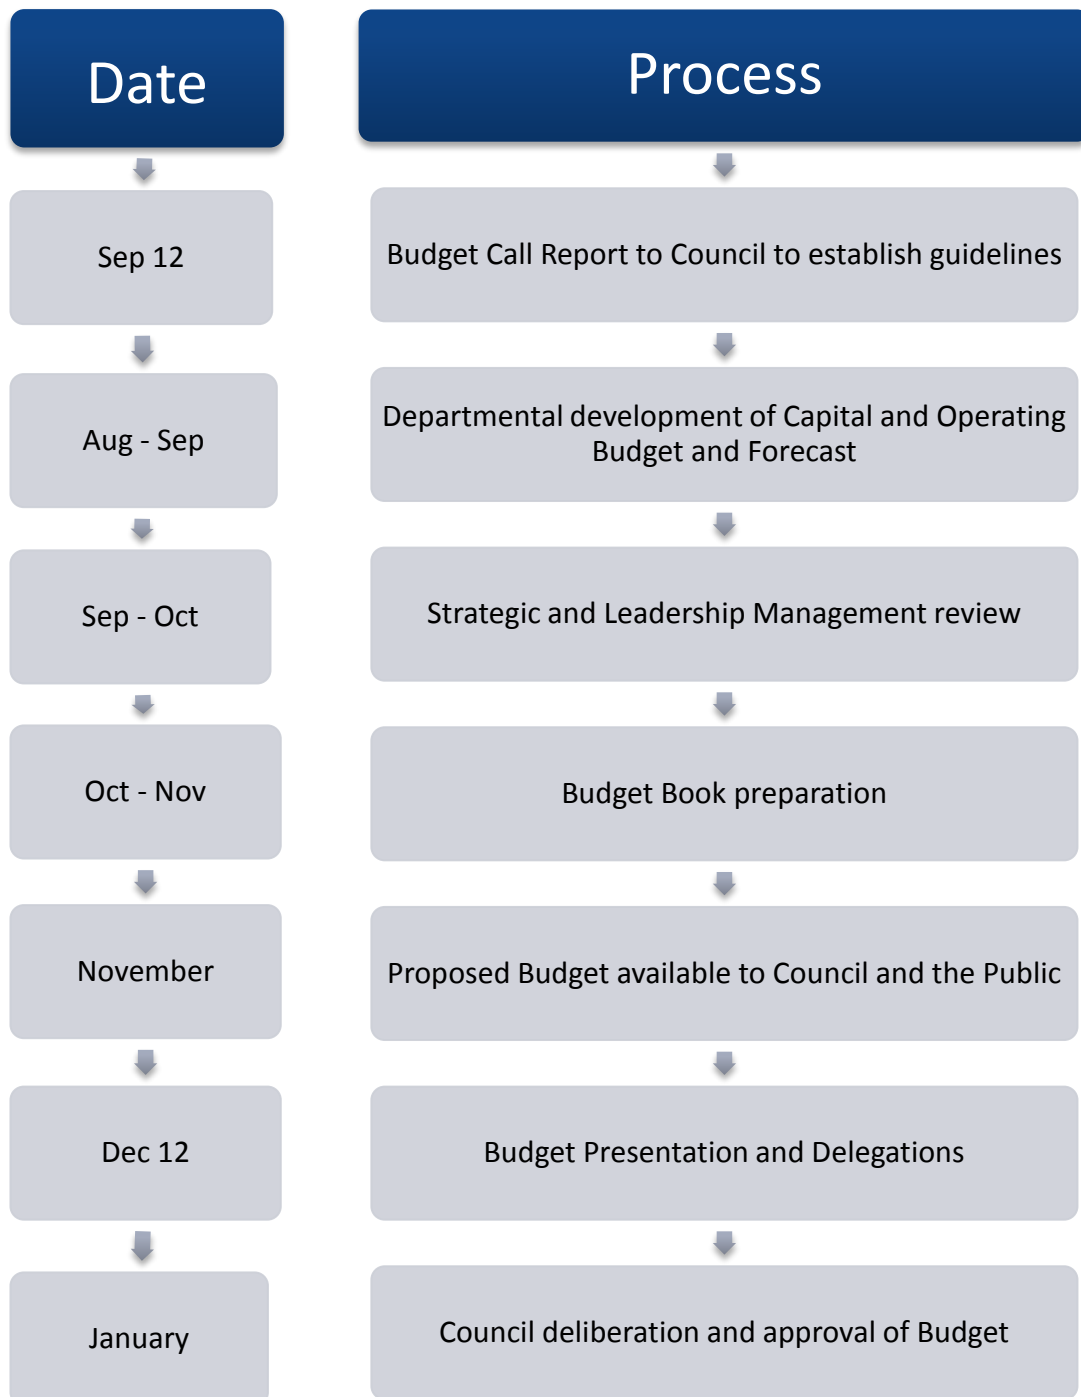 Date
Process
Sep 12
Budget Call Report to Council to establish guidelines
Aug - Sep
Departmental development of Capital and Operating
Budget and Forecast
Sep - Oct
Strategic and Leadership Management review
Oct - Nov
Budget Book preparation
November
Proposed Budget available to Council and the Public
Dec 12
Budget Presentation and Delegations
January
Council deliberation and approval of Budget